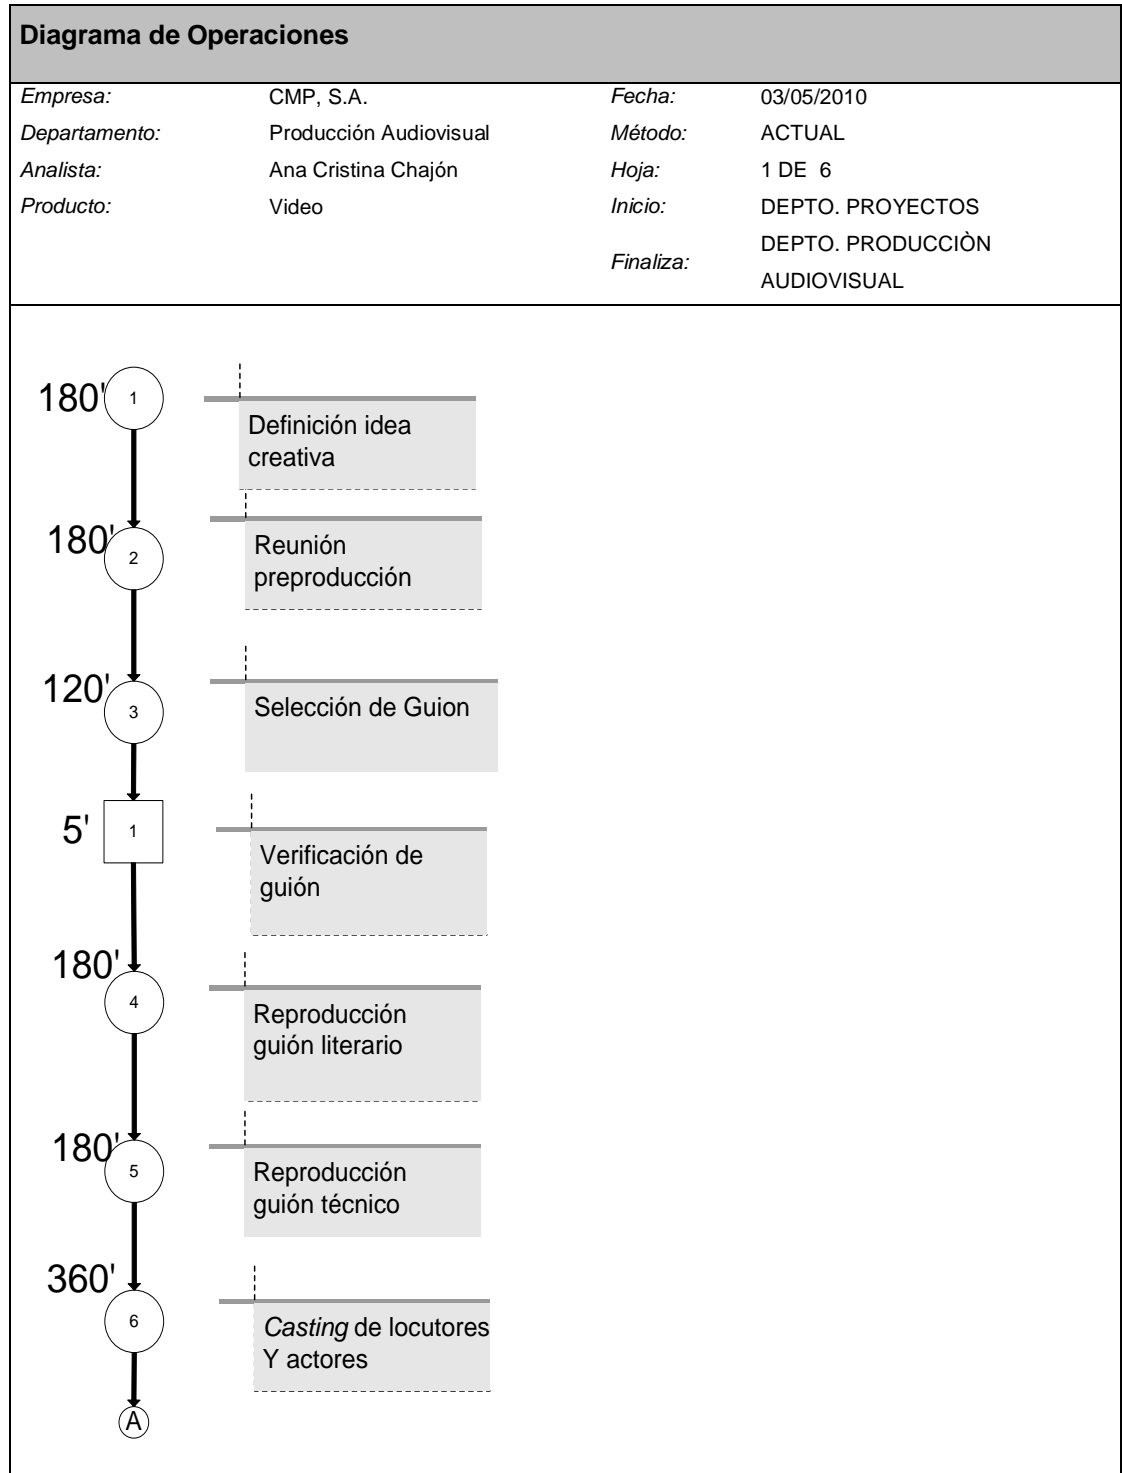 Diagrama de Operaciones
Empresa: CMP, S.A. Fecha: 03/05/2010
Departamento: Producción Audiovisual Método: ACTUAL
Analista: Ana Cristina Chajón Hoja: 1 DE 6
Producto: Video Inicio: DEPTO. PROYECTOS
Finaliza: DEPTO. PRODUCCIÒN
AUDIOVISUAL
180' 1
Definición idea
creativa
180' 2
Reunión
preproducción
120' 3
Selección de Guion
5' 1
Verificación de
guión
180' 4
Reproducción
guión literario
180' 5
Reproducción
guión técnico
360' 6
Casting de locutores
Y actores
A